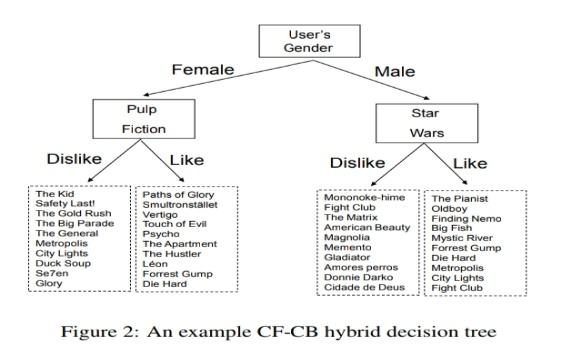 User's
Gender
Female
Male
Pulp
Fiction
Star
Wars
Dislike
Like
Dislike
Like
The Kid
Safety Last!
The Gold Rush
The Big Parade
The General
Metropolis
City Lights
Duck Soup
Se7en
Glory
Paths of Glory
Smultronstället
Vertigo
Touch of Evil
Psycho
The Apartment
The Hustler
Léon
Forrest Gump
Die Hard
Mononoke-hime
Fight Club
The Matrix
American Beauty
Magnolia
Memento
Gladiator
Amores perros
Donnie Darko
Cidade de Deus
The Pianist
Oldboy
Finding Nemo
Big Fish
Mystic River
Forrest Gump
Die Hard
Metropolis
City Lights
Fight Club
Figure 2: An example CF-CB hybrid decision tree